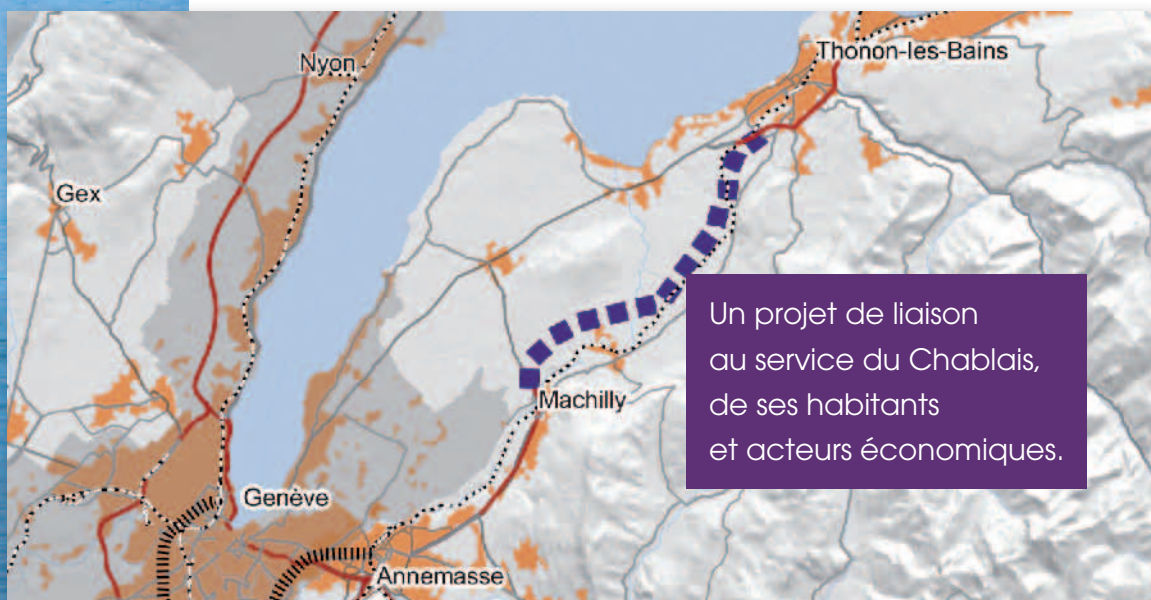 Nyon
Thonon-les-Bains
Gex
Un projet de liaison
au service du Chablais,
de ses habitants
et acteurs économiques.
Machilly
Genève
Annemasse